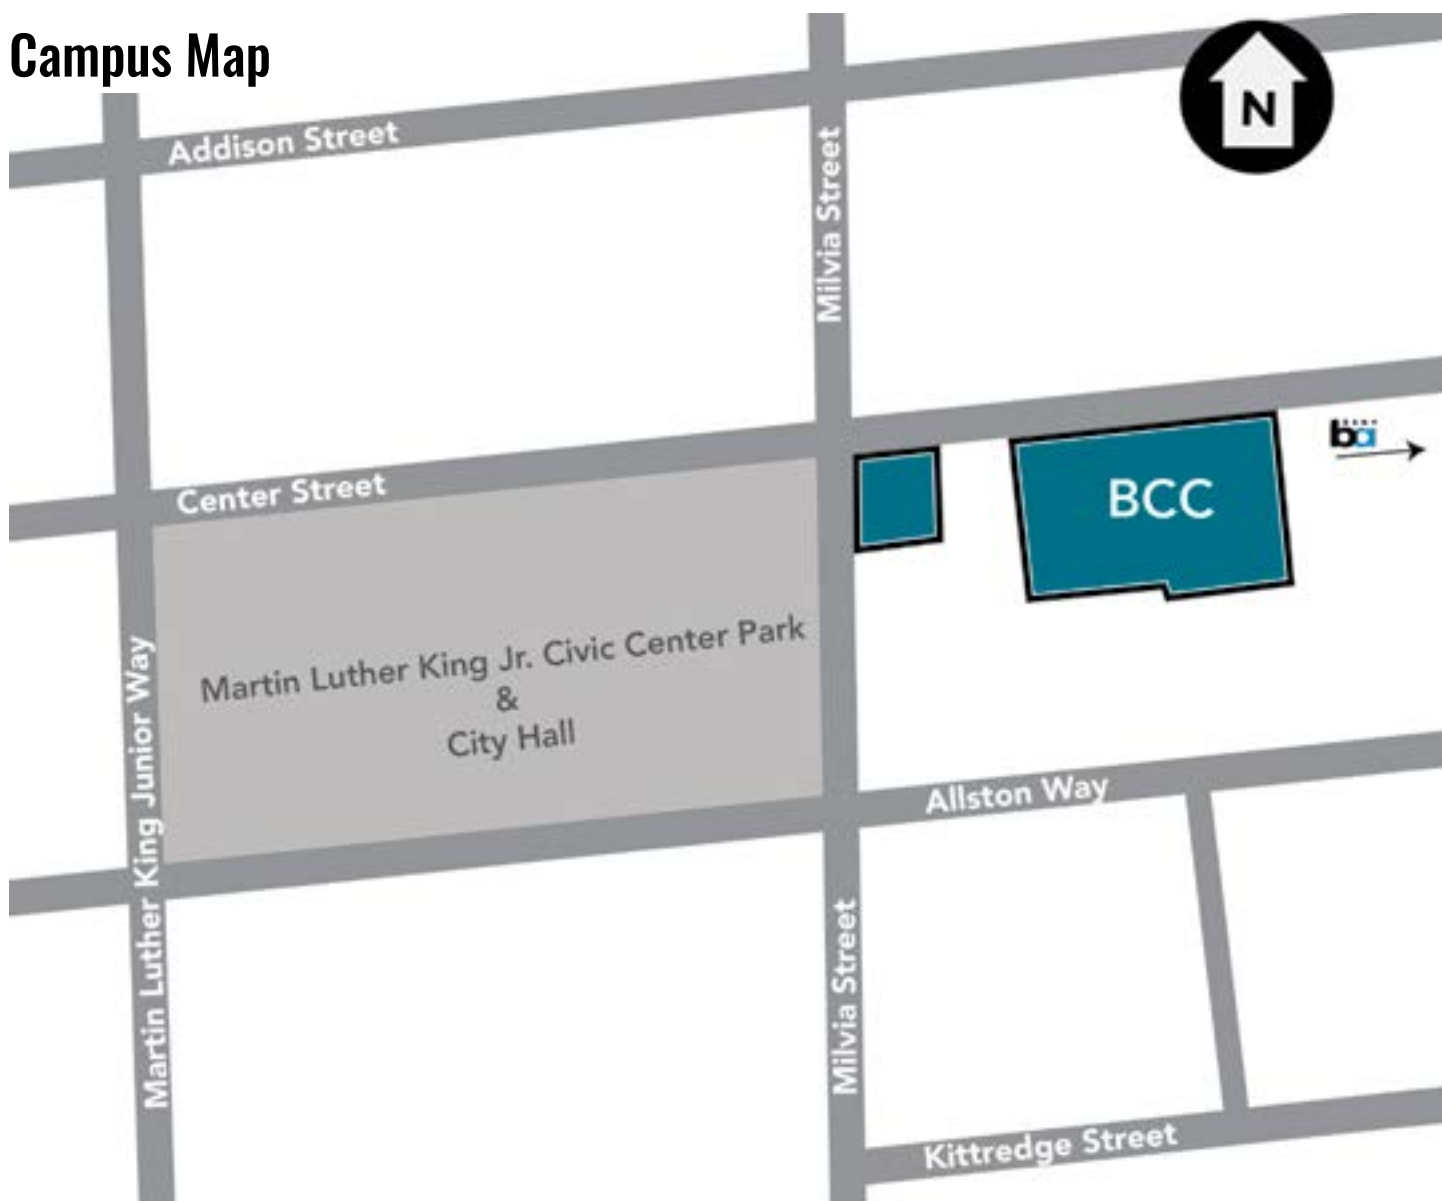 Campus Map
N
Addison Street
Milvia Street
Center Street
ba
BCC
Martin Luther King Jr. Civic Center Park
&
City Hall
Martin Luther King Junior Way
Allston Way
Milvia Street
Kittredge Street